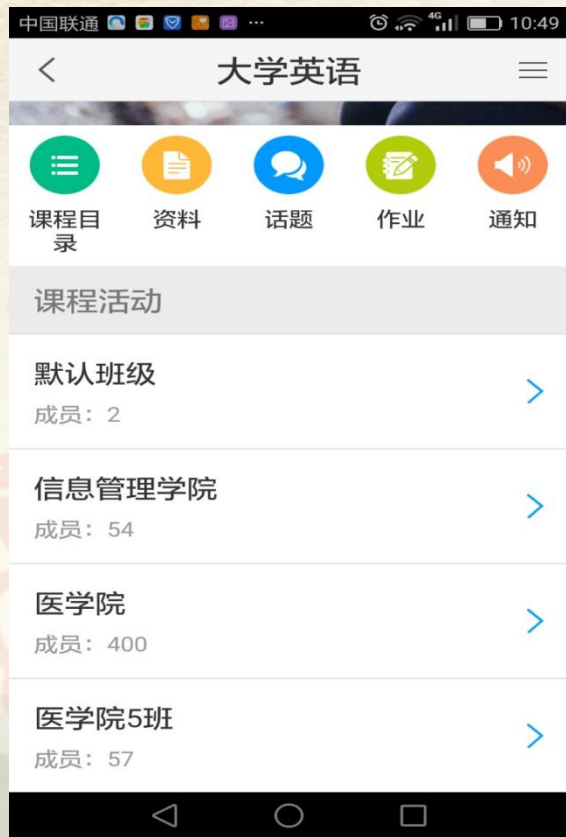 中国联通 ... 4G 10:49
大学英语
课程目录 资料 话题 作业 通知
课程活动
默认班级
成员：2
信息管理学院
成员：54
医学院
成员：400
医学院5班
成员：57